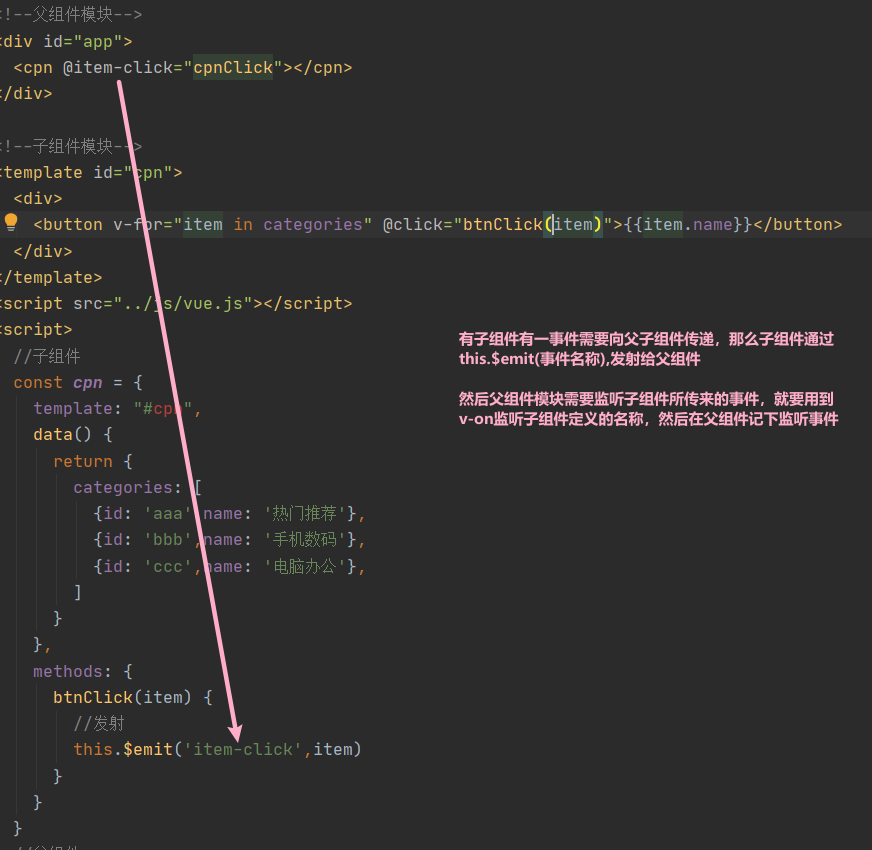 <!--父组件模块-->
<div id="app">
<cpn @item-click="cpnClick"></cpn>
</div>
<!--子组件模块-->
<template id="cpn">
<div>
<button v-for="item in categories" @click="btnClick(item)">{{item.name}}</button>
</div>
</template>
<script src="../js/vue.js"></script>
<script>
//子组件
const cpn = {
template: "#cpn",
data() {
return {
categories: [
{id: 'aaa',name: '热门推荐'},
{id: 'bbb',name: '手机数码'},
{id: 'ccc',name: '电脑办公'},
]
}
},
methods: {
btnClick(item) {
//发射
this.$emit('item-click',item)
}
}
}
有子组件有一事件需要向父子组件传递，那么子组件通过
this.$emit(事件名称),发射给父组件
然后父组件模块需要监听子组件所传来的事件，就要用到
v-on监听子组件定义的名称，然后在父组件记下监听事件